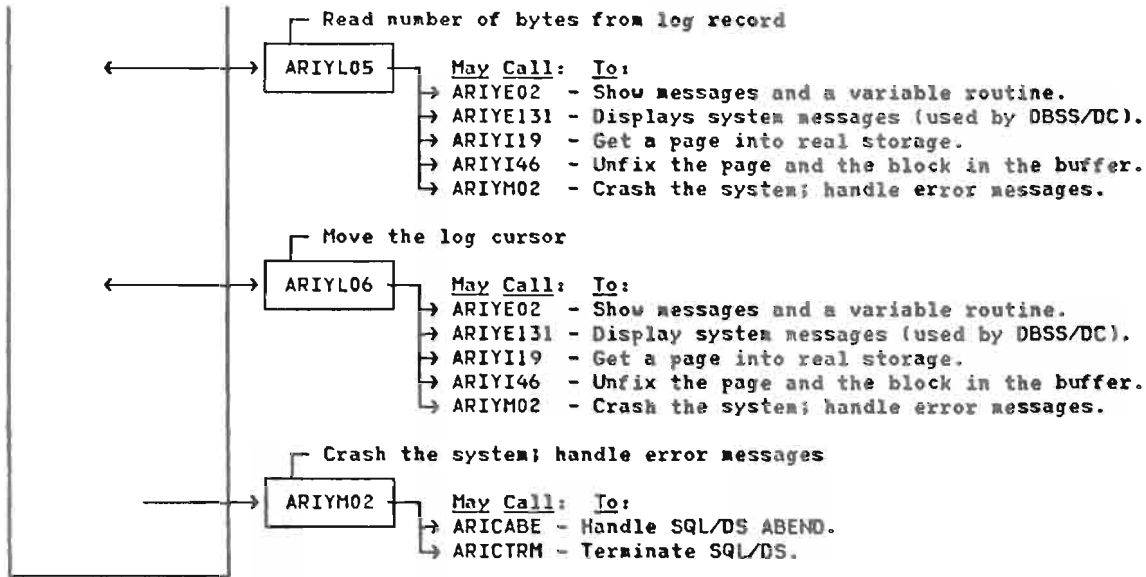 Read number of bytes from log record
ARIYL05
May Call: To:
ARIYE02 - Show messages and a variable routine.
ARIYE131 - Displays system messages (used by DBSS/DC).
ARIYI19 - Get a page into real storage.
ARIYI46 - Unfix the page and the block in the buffer.
ARIYM02 - Crash the system; handle error messages.
Move the log cursor
ARIYL06
May Call: To:
ARIYE02 - Show messages and a variable routine.
ARIYE131 - Display system messages (used by DBSS/DC).
ARIYI19 - Get a page into real storage.
ARIYI46 - Unfix the page and the block in the buffer.
ARIYM02 - Crash the system; handle error messages.
Crash the system; handle error messages
ARIYM02
May Call: To:
ARICABE - Handle SQL/DS ABEND.
ARICTRM - Terminate SQL/DS.